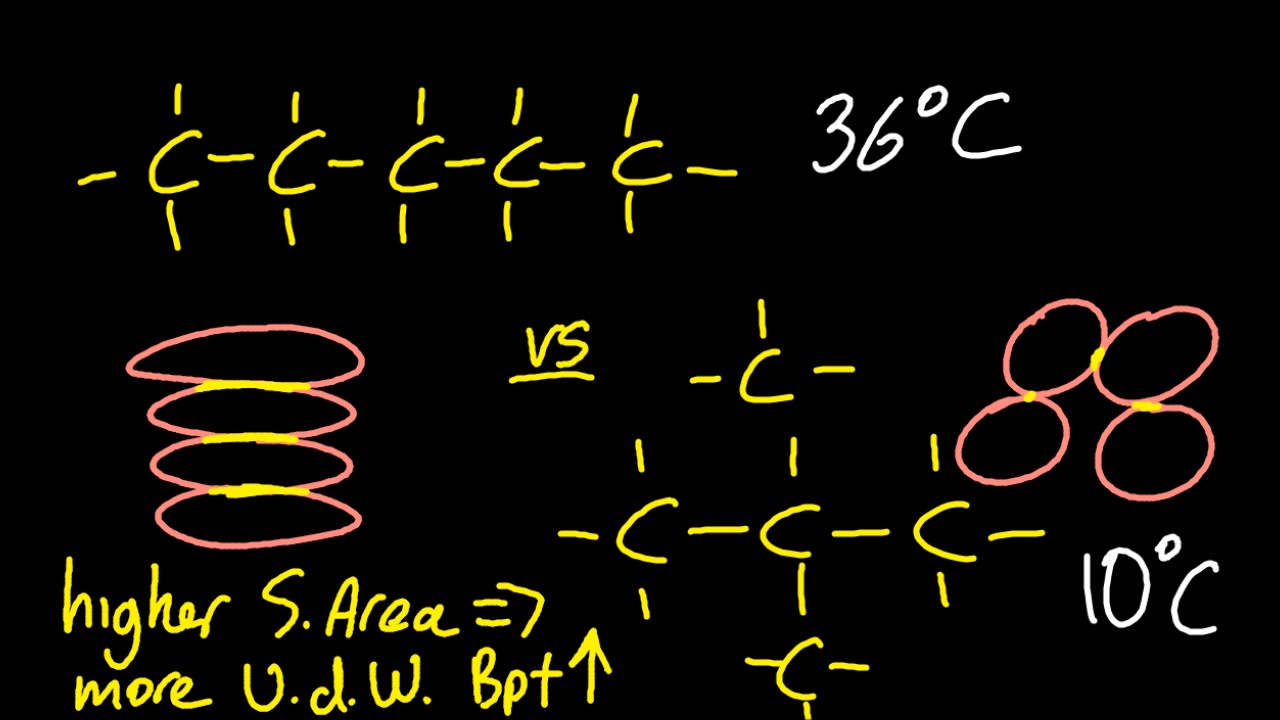 C C C C C 36°C
vs
C
C C C
10°C
C
higher S.Area =>
more V.d.W. Bpt ↑